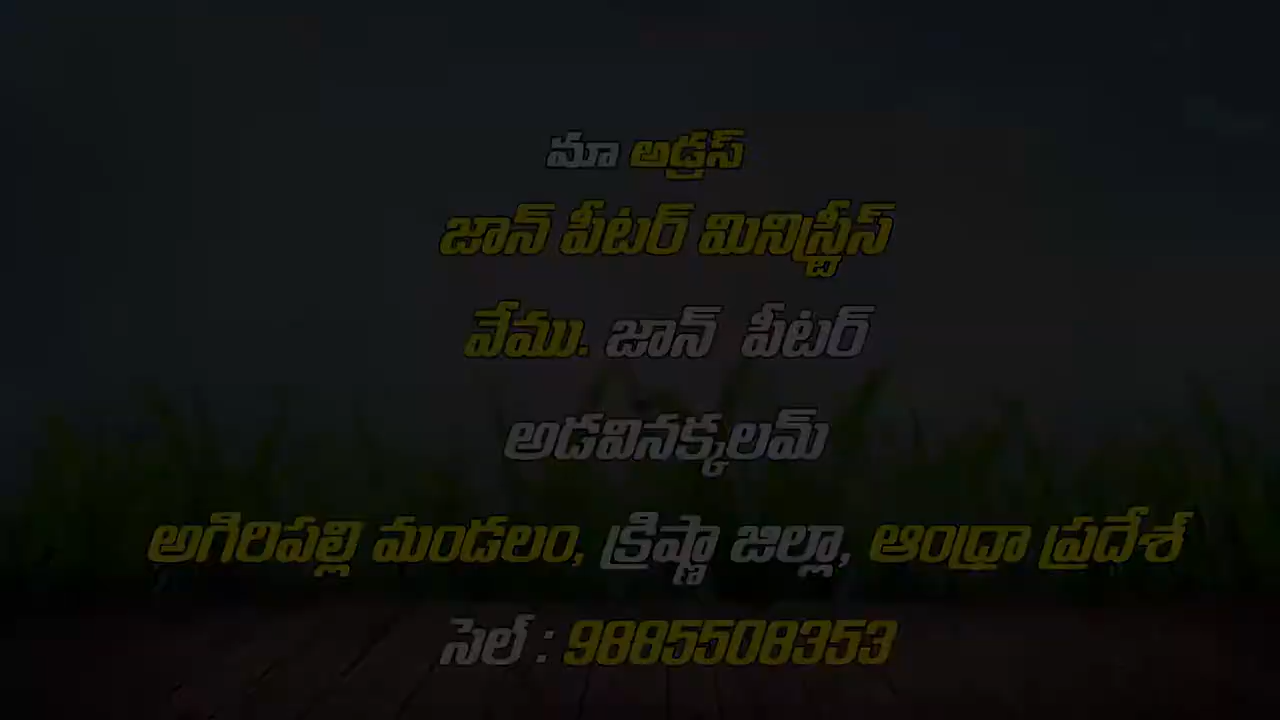 మా అడ్రస్
జాన్ పీటర్ మినిస్ట్రీస్
వేము. జాన్ పీటర్
అడవినక్కలమ్
అగిరిపల్లి మండలం, క్రిష్ణా జిల్లా, ఆంధ్రా ప్రదేశ్
సెల్ : 9885508353